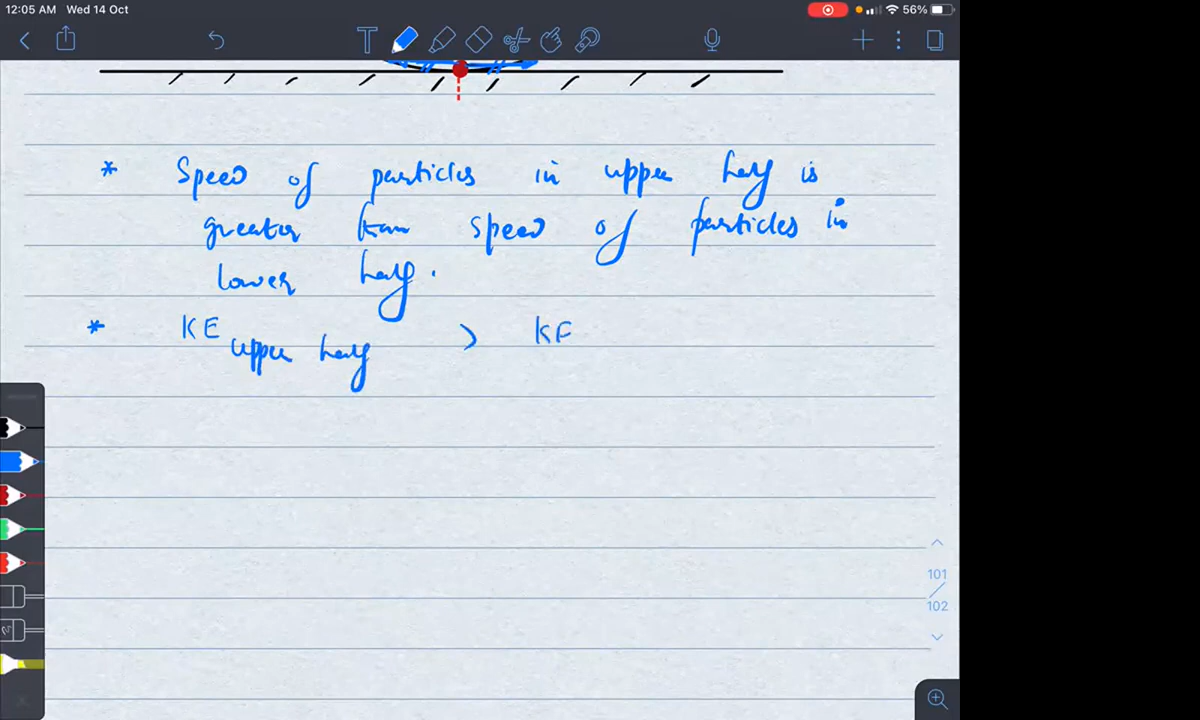 12:05 AM Wed 14 Oct
56%
T
* Speed of particles in upper half is
greater than speed of particles in
lower half.
* KE upper half > KE
101
102